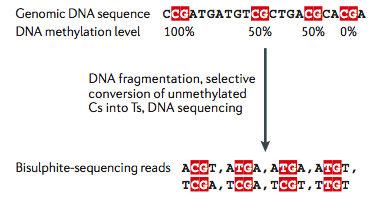 Genomic DNA sequence CCGATGATGTCGCTGACGCACGA
DNA methylation level 100% 50% 50% 0%
DNA fragmentation, selective
conversion of unmethylated
Cs into Ts, DNA sequencing
Bisulphite-sequencing reads ACGT, ATGA, ATGA, ATGT,
TCGA, TCGA, TCGT, TTGT